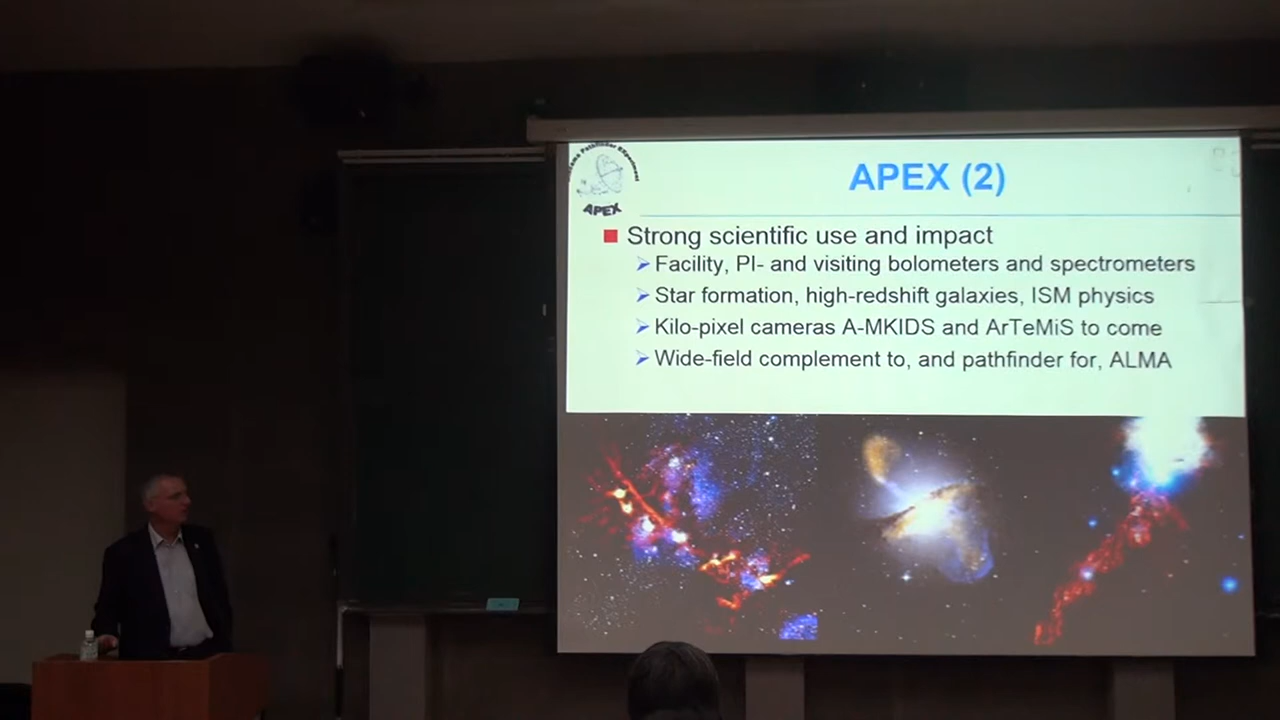 APEX (2)
APEX
Strong scientific use and impact
Facility, PI- and visiting bolometers and spectrometers
Star formation, high-redshift galaxies, ISM physics
Kilo-pixel cameras A-MKIDS and ArTeMiS to come
Wide-field complement to, and pathfinder for, ALMA